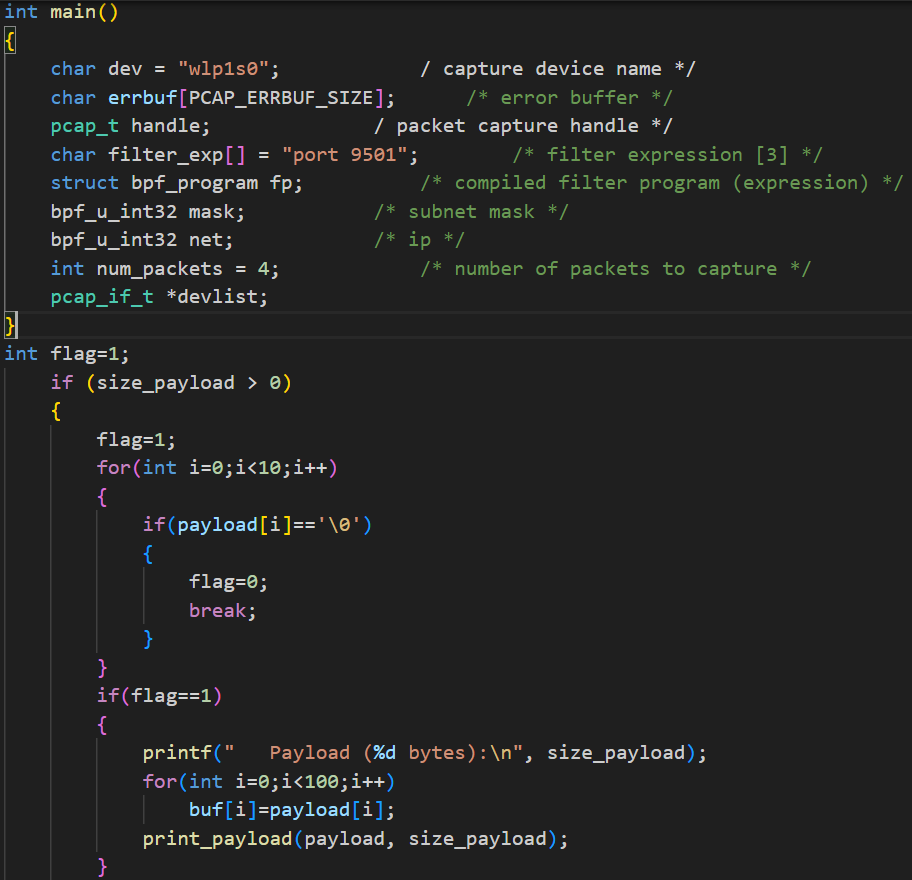 int main()
{
char dev = "wlp1s0"; / capture device name */
char errbuf[PCAP_ERRBUF_SIZE]; /* error buffer */
pcap_t handle; / packet capture handle */
char filter_exp[] = "port 9501"; /* filter expression [3] */
struct bpf_program fp; /* compiled filter program (expression) */
bpf_u_int32 mask; /* subnet mask */
bpf_u_int32 net; /* ip */
int num_packets = 4; /* number of packets to capture */
pcap_if_t *devlist;
}
int flag=1;
if (size_payload > 0)
{
flag=1;
for(int i=0;i<10;i++)
{
if(payload[i]=='\0')
{
flag=0;
break;
}
}
if(flag==1)
{
printf("   Payload (%d bytes):\n", size_payload);
for(int i=0;i<100;i++)
buf[i]=payload[i];
print_payload(payload, size_payload);
}